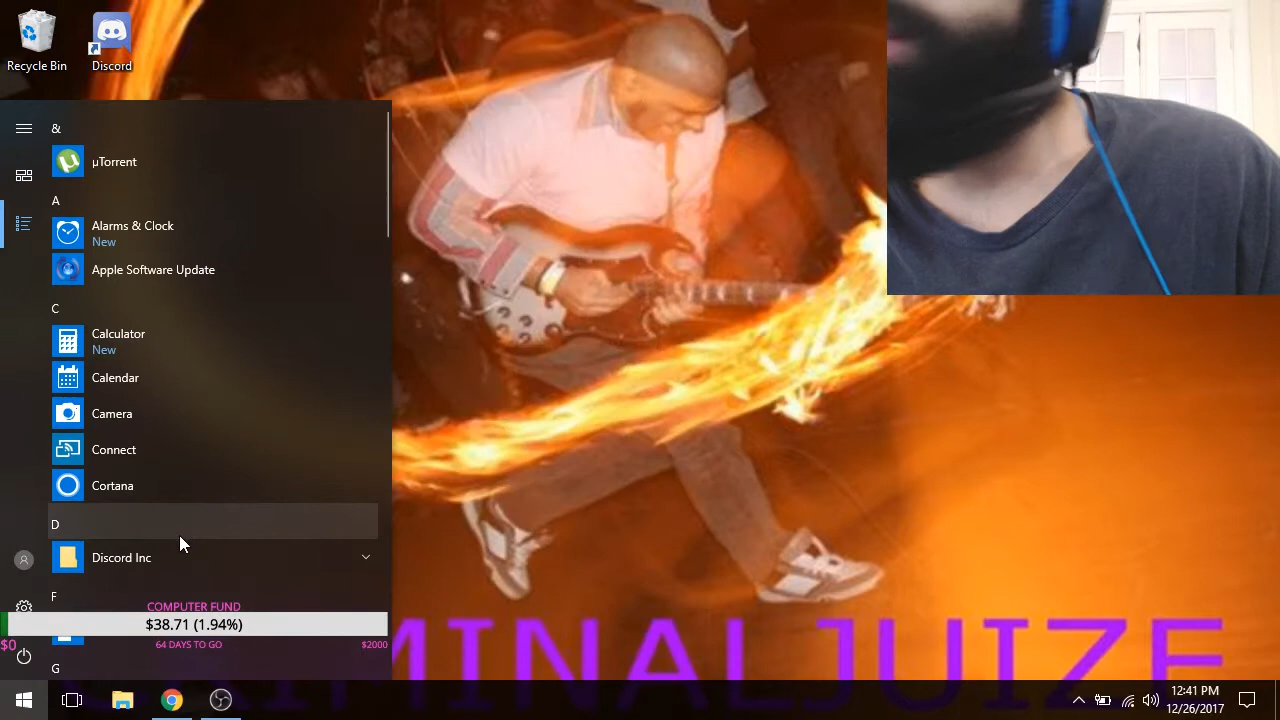 Recycle Bin
Discord
&
µTorrent
A
Alarms & Clock
New
Apple Software Update
C
Calculator
New
Calendar
Camera
Connect
Cortana
D
Discord Inc
F
COMPUTER FUND
$38.71 (1.94%)
$0
64 DAYS TO GO
$2000
G
MINALJUIZE
12:41 PM
12/26/2017